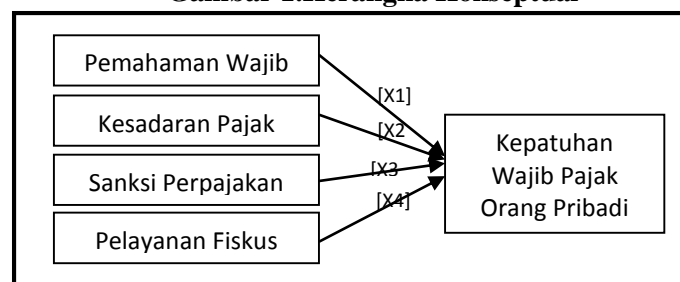 Pemahaman Wajib
[X1]
Kesadaran Pajak
[X2
Sanksi Perpajakan
[X3
Pelayanan Fiskus
[X4]
Kepatuhan
Wajib Pajak
Orang Pribadi